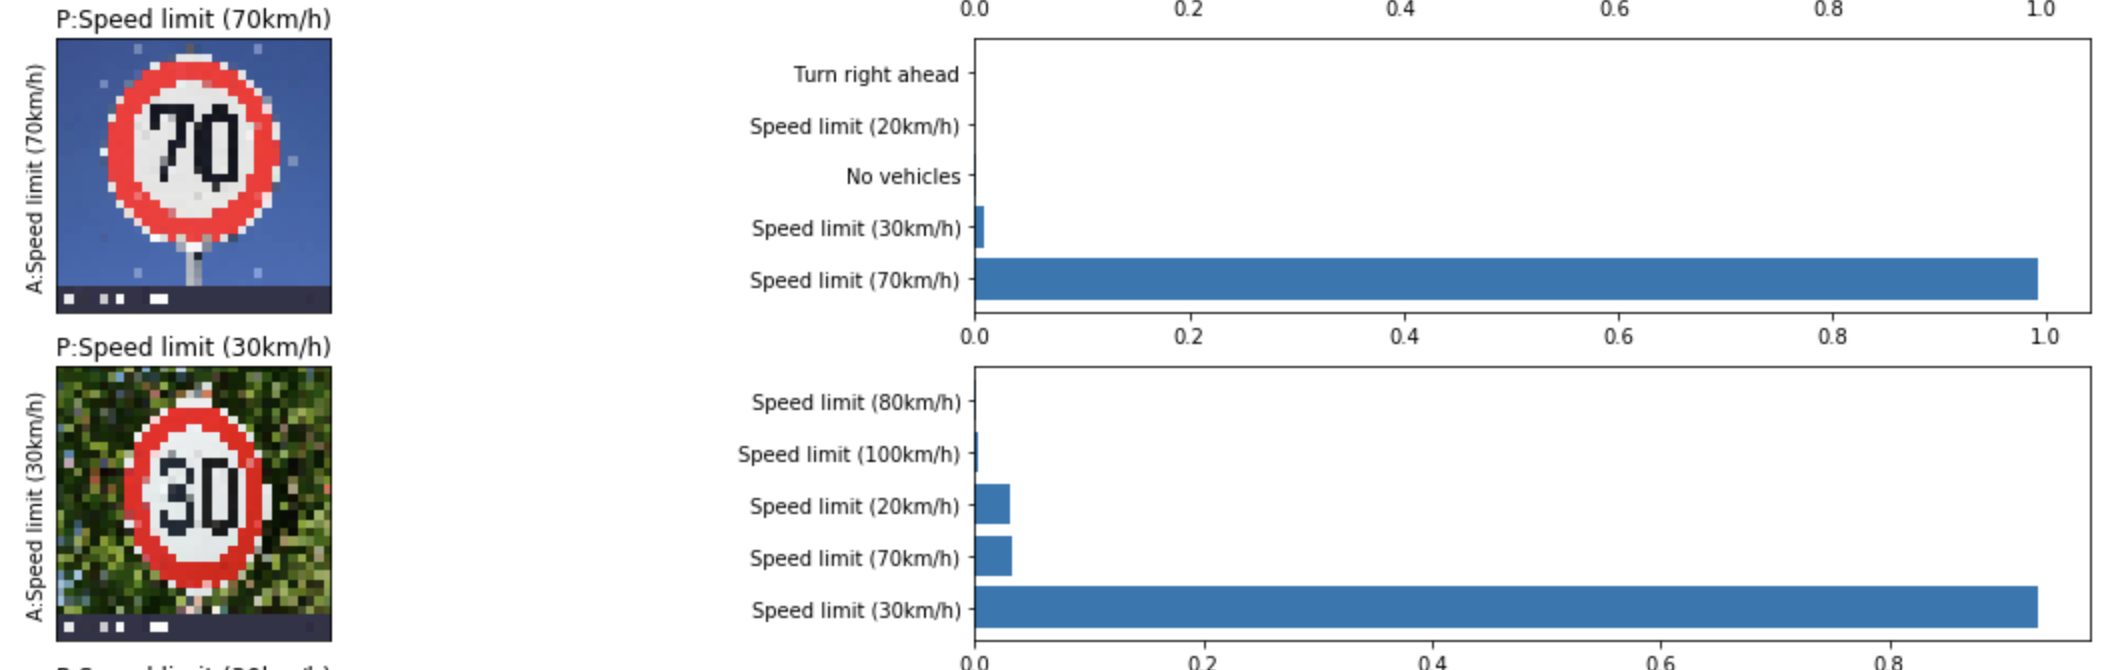 0.0 0.2 0.4 0.6 0.8 1.0
P:Speed limit (70km/h)
A:Speed limit (70km/h)
70
Turn right ahead
Speed limit (20km/h)
No vehicles
Speed limit (30km/h)
Speed limit (70km/h)
0.0 0.2 0.4 0.6 0.8 1.0
P:Speed limit (30km/h)
A:Speed limit (30km/h)
30
Speed limit (80km/h)
Speed limit (100km/h)
Speed limit (20km/h)
Speed limit (70km/h)
Speed limit (30km/h)
0.0 0.2 0.4 0.6 0.8